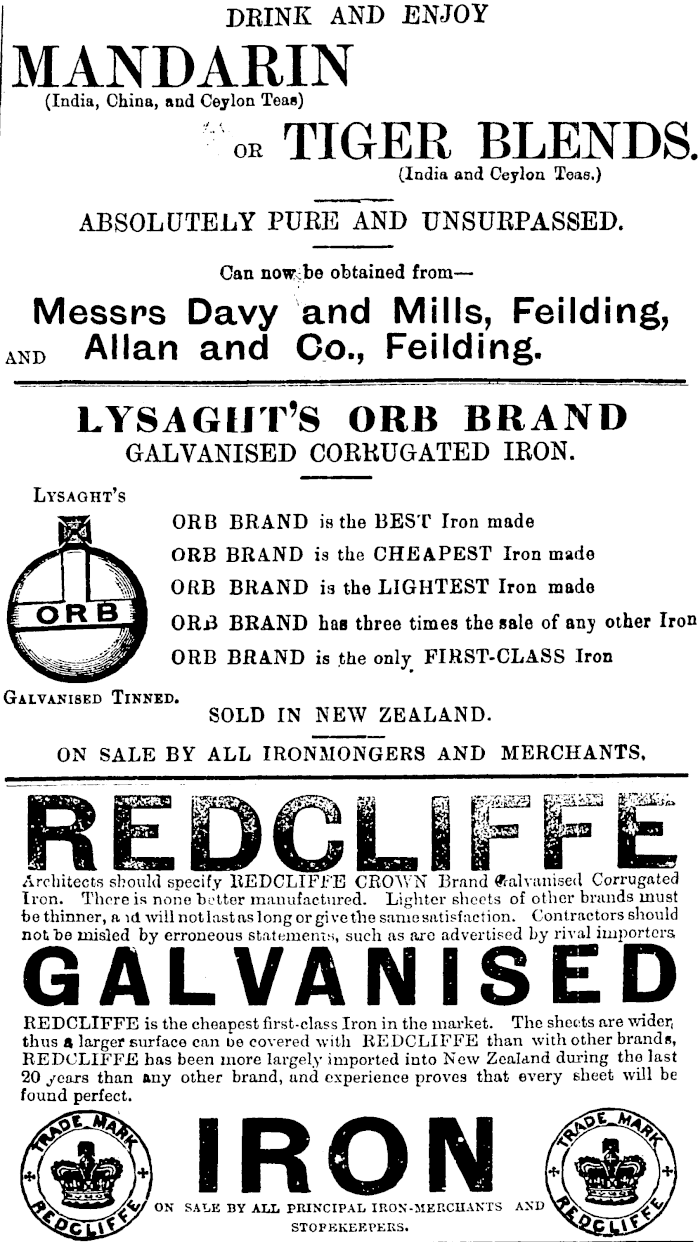 DRINK AND ENJOY
MANDARIN
(India, China, and Ceylon Teas)
OR TIGER BLENDS.
(India and Ceylon Teas.)
ABSOLUTELY PURE AND UNSURPASSED.
Can now be obtained from—
Messrs Davy and Mills, Feilding,
AND Allan and Co., Feilding.
LYSAGHT'S ORB BRAND
GALVANISED CORRUGATED IRON.
LYSAGHT'S
ORB
GALVANISED TINNED.
ORB BRAND is the BEST Iron made
ORB BRAND is the CHEAPEST Iron made
ORB BRAND is the LIGHTEST Iron made
ORB BRAND has three times the sale of any other Iron
ORB BRAND is the only FIRST-CLASS Iron
SOLD IN NEW ZEALAND.
ON SALE BY ALL IRONMONGERS AND MERCHANTS,
REDCLIFFE
Architects should specify REDCLIFFE CROWN Brand Galvanised Corrugated
Iron. There is none better manufactured. Lighter sheets of other brands must
be thinner, and will not last as long or give the same satisfaction. Contractors should
not be misled by erroneous statements, such as are advertised by rival importers
GALVANISED
REDCLIFFE is the cheapest first-class Iron in the market. The sheets are wider,
thus a larger surface can be covered with REDCLIFFE than with other brands,
REDCLIFFE has been more largely imported into New Zealand during the last
20 years than any other brand, and experience proves that every sheet will be
found perfect.
TRADE MARK
REDCLIFFE
IRON
TRADE MARK
REDCLIFFE
ON SALE BY ALL PRINCIPAL IRON-MERCHANTS AND
STOREKEEPERS.